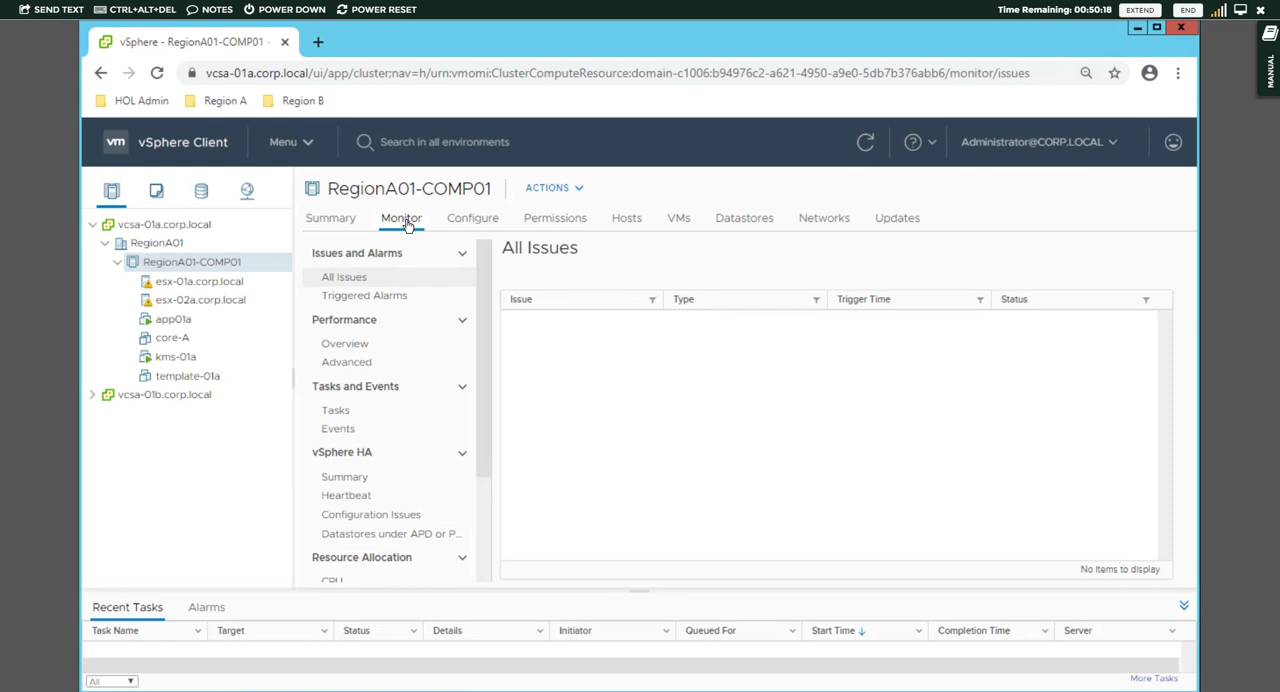 SEND TEXT CTRL+ALT+DEL NOTES POWER DOWN POWER RESET Time Remaining: 00:50:18 EXTEND END
MANUAL
vSphere - RegionA01-COMP01 -
vcsa-01a.corp.local/ui/app/cluster;nav=h/urn:vmomi:ClusterComputeResource:domain-c1006:b94976c2-a621-4950-a9e0-5db7b376abb6/monitor/issues
HOL Admin Region A Region B
vm vSphere Client Menu Search in all environments Administrator@CORP.LOCAL
RegionA01-COMP01 ACTIONS
Summary Monitor Configure Permissions Hosts VMs Datastores Networks Updates
vcsa-01a.corp.local
RegionA01
RegionA01-COMP01
esx-01a.corp.local
esx-02a.corp.local
app01a
core-A
kms-01a
template-01a
vcsa-01b.corp.local
Issues and Alarms
All Issues
Triggered Alarms
Performance
Overview
Advanced
Tasks and Events
Tasks
Events
vSphere HA
Summary
Heartbeat
Configuration Issues
Datastores under APD or P...
Resource Allocation
CPU
All Issues
Issue Type Trigger Time Status
No items to display
Recent Tasks Alarms
Task Name Target Status Details Initiator Queued For Start Time Completion Time Server
All More Tasks